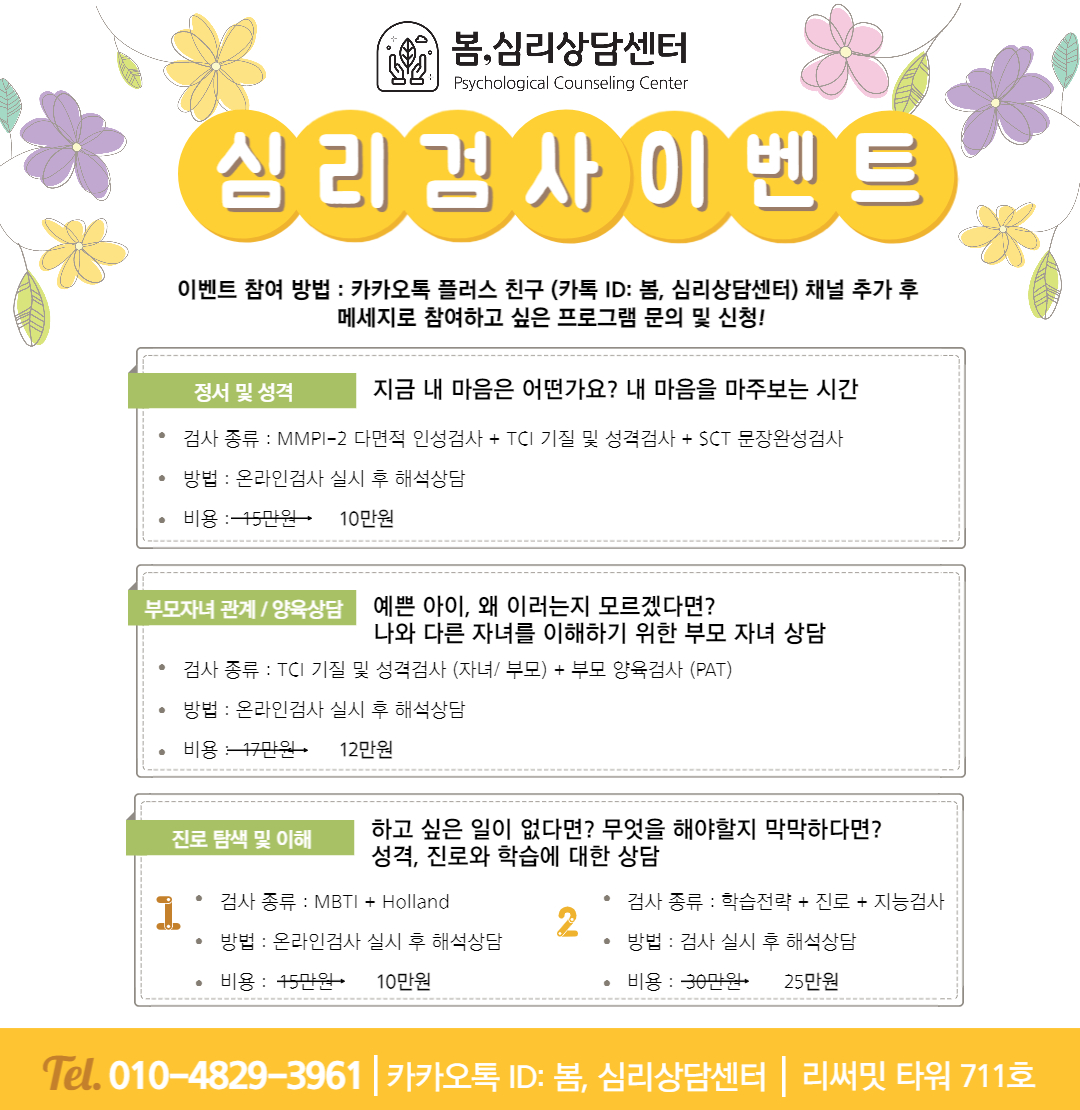 봄,심리상담센터
Psychological Counseling Center
심리검사이벤트
이벤트 참여 방법 : 카카오톡 플러스 친구 (카톡 ID: 봄, 심리상담센터) 채널 추가 후
메세지로 참여하고 싶은 프로그램 문의 및 신청!
정서 및 성격
지금 내 마음은 어떤가요? 내 마음을 마주보는 시간
• 검사 종류 : MMPI-2 다면적 인성검사 + TCI 기질 및 성격검사 + SCT 문장완성검사
• 방법 : 온라인검사 실시 후 해석상담
• 비용 : 15만원 → 10만원
부모자녀 관계 / 양육상담
예쁜 아이, 왜 이러는지 모르겠다면?
나와 다른 자녀를 이해하기 위한 부모 자녀 상담
• 검사 종류 : TCI 기질 및 성격검사 (자녀/ 부모) + 부모 양육검사 (PAT)
• 방법 : 온라인검사 실시 후 해석상담
• 비용 : 17만원 → 12만원
진로 탐색 및 이해
하고 싶은 일이 없다면? 무엇을 해야할지 막막하다면?
성격, 진로와 학습에 대한 상담
1
• 검사 종류 : MBTI + Holland
• 방법 : 온라인검사 실시 후 해석상담
• 비용 : 15만원 → 10만원
2
• 검사 종류 : 학습전략 + 진로 + 지능검사
• 방법 : 검사 실시 후 해석상담
• 비용 : 30만원 → 25만원
Tel. 010-4829-3961 | 카카오톡 ID: 봄, 심리상담센터 | 리써밋 타워 711호